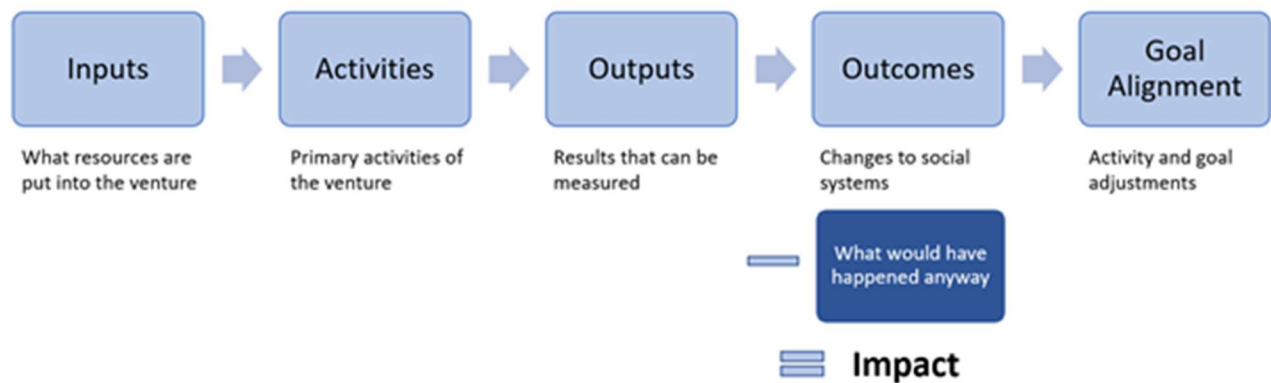 Inputs
Activities
Outputs
Outcomes
Goal
Alignment
What resources are
put into the venture
Primary activities of
the venture
Results that can be
measured
Changes to social
systems
Activity and goal
adjustments
What would have
happened anyway
Impact